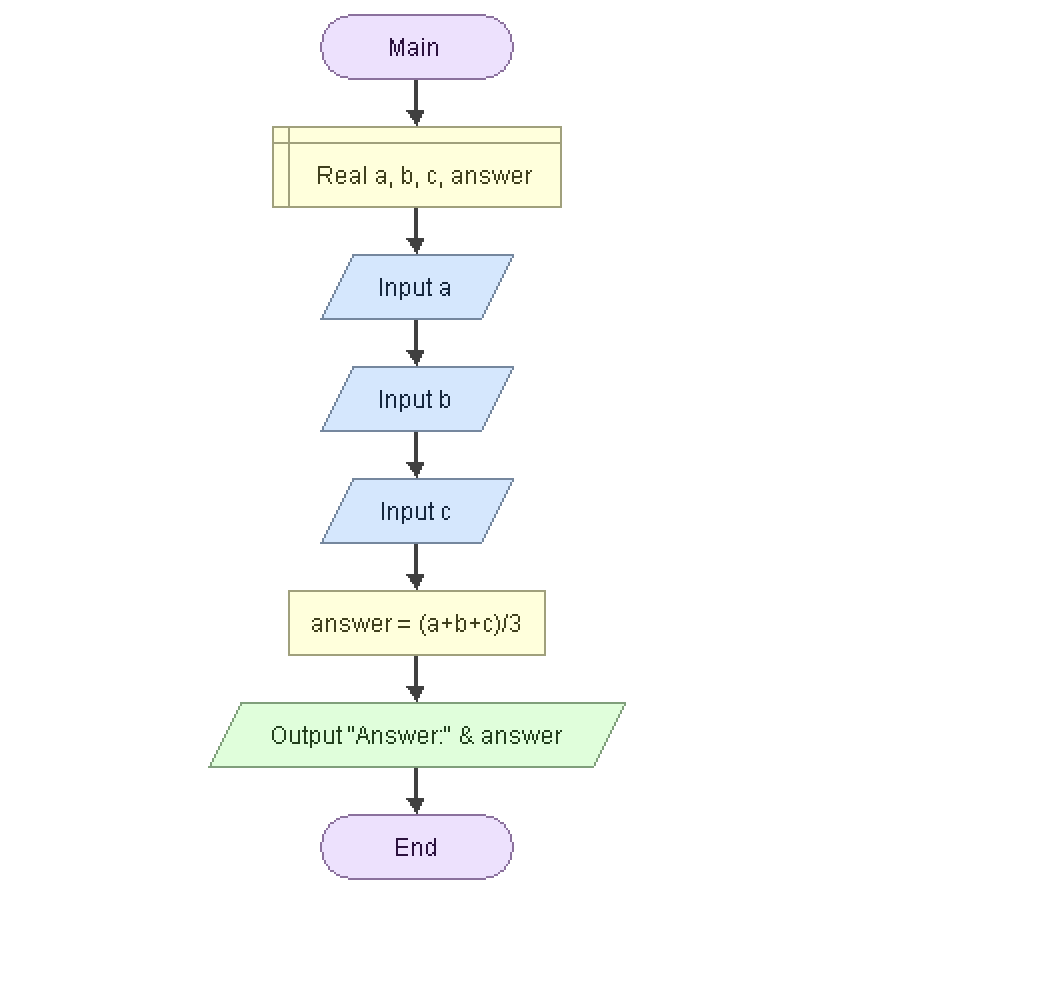 Main
Real a, b, c, answer
Input a
Input b
Input c
answer = (a+b+c)/3
Output "Answer:" & answer
End